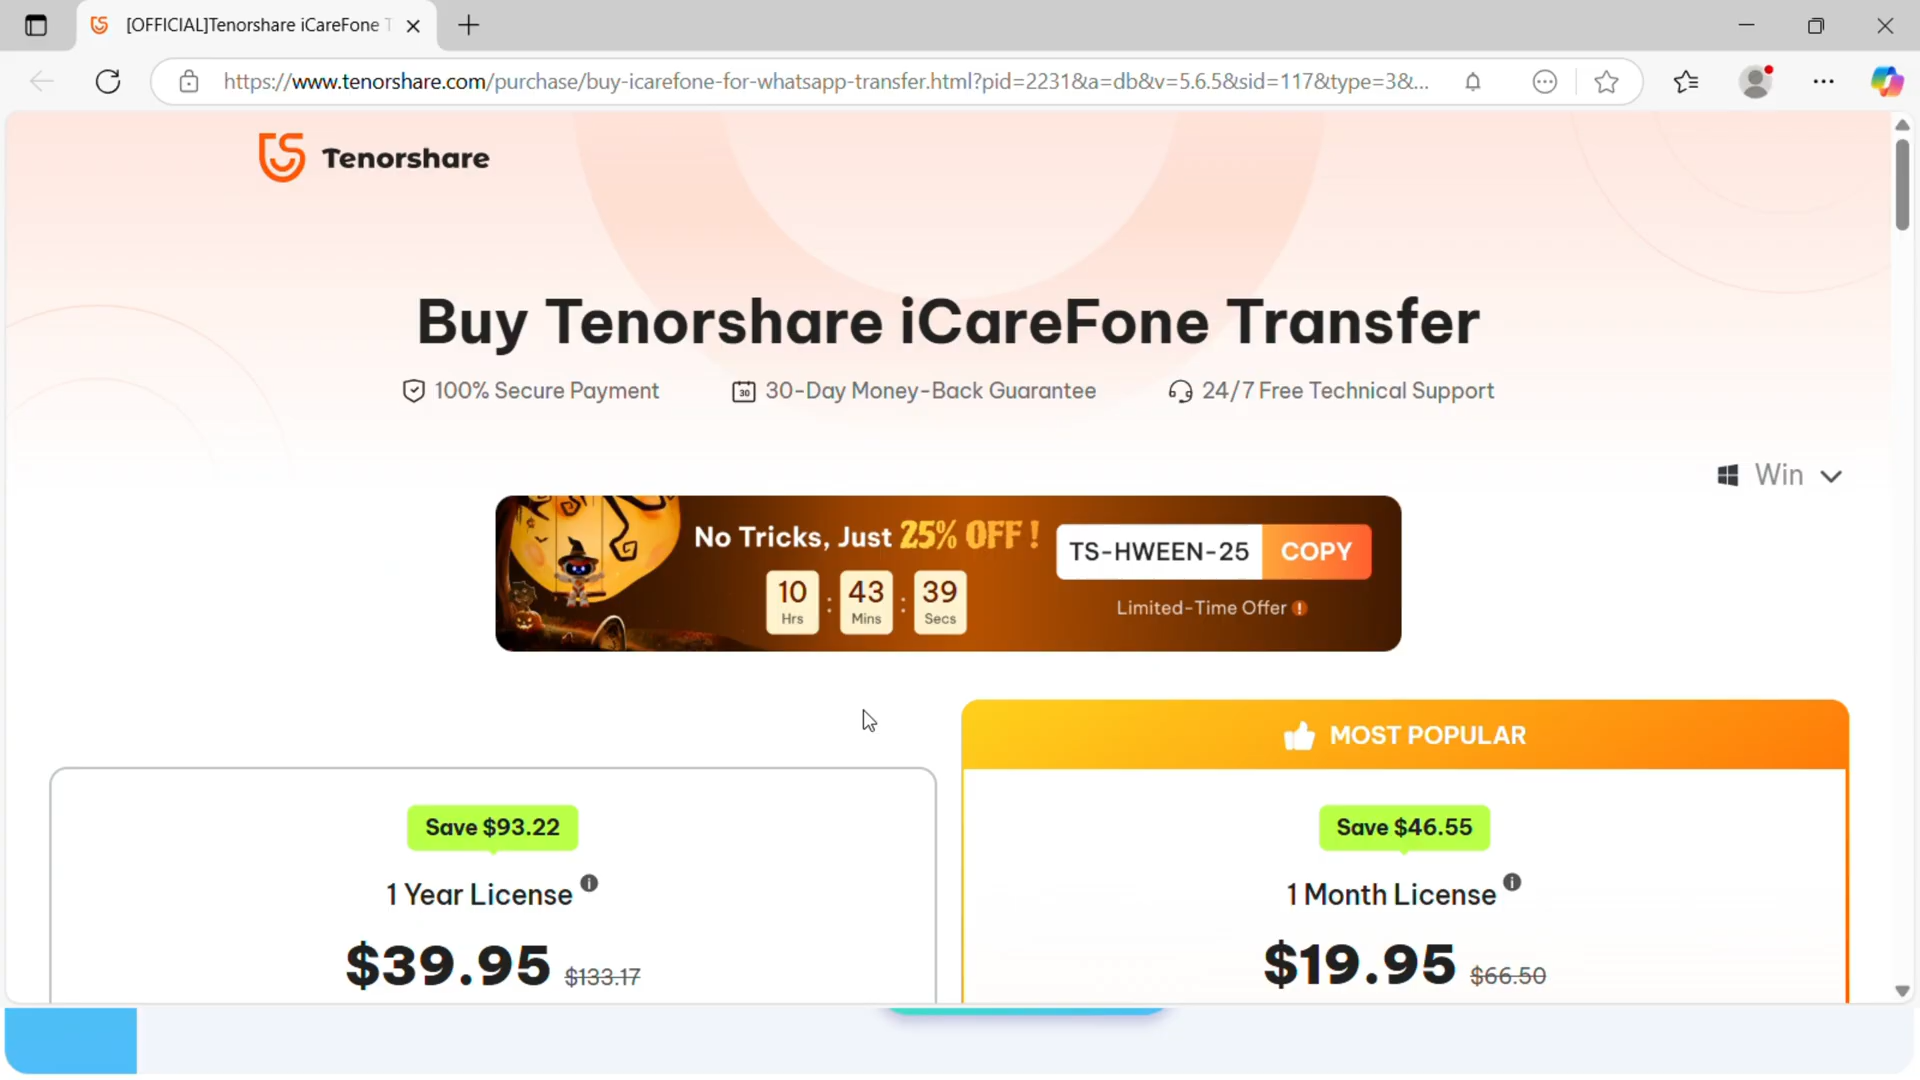 [OFFICIAL]Tenorshare iCareFone
https://www.tenorshare.com/purchase/buy-icarefone-for-whatsapp-transfer.html?pid=2231&a=db&v=5.6.5&sid=117&type=3&...
Tenorshare
Buy Tenorshare iCareFone Transfer
100% Secure Payment
30
30-Day Money-Back Guarantee
24/7 Free Technical Support
Win
No Tricks, Just 25% OFF !
TS-HWEEN-25 COPY
10 : 43 : 39
Hrs Mins Secs
Limited-Time Offer !
MOST POPULAR
Save $93.22
1 Year License
$39.95 $133.17
Save $46.55
1 Month License
$19.95 $66.50